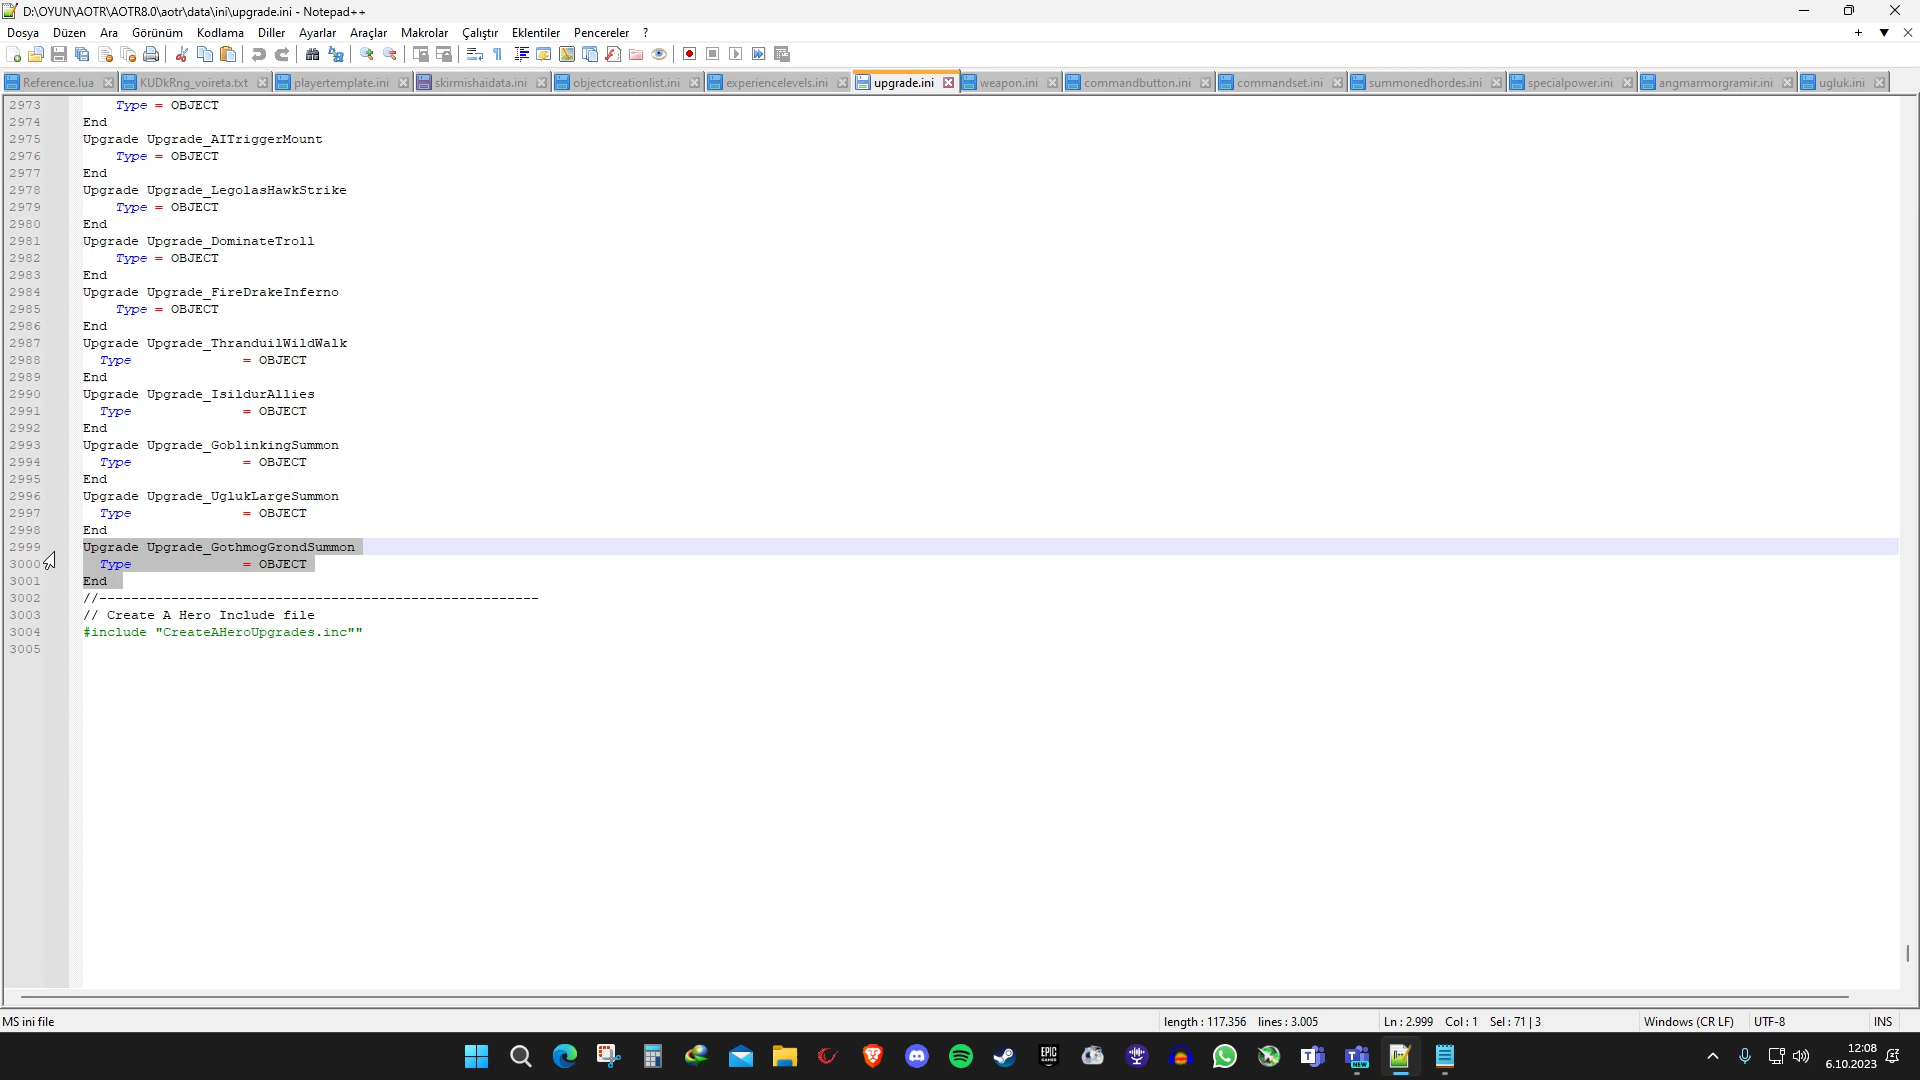 D:\OYUN\AOTR\AOTR8.0\aotr\data\ini\upgrade.ini - Notepad++
Dosya Düzen Ara Görünüm Kodlama Diller Ayarlar Araçlar Makrolar Çalıştır Eklentiler Pencereler ?
Reference.lua KUDkRng_voireta.txt playertemplate.ini skirmishaidata.ini objectcreationlist.ini experiencelevels.ini upgrade.ini weapon.ini commandbutton.ini commandset.ini summonedhordes.ini specialpower.ini angmarmorgramir.ini ugluk.ini
2973 Type = OBJECT
2974 End
2975 Upgrade Upgrade_AITriggerMount
2976 Type = OBJECT
2977 End
2978 Upgrade Upgrade_LegolasHawkStrike
2979 Type = OBJECT
2980 End
2981 Upgrade Upgrade_DominateTroll
2982 Type = OBJECT
2983 End
2984 Upgrade Upgrade_FireDrakeInferno
2985 Type = OBJECT
2986 End
2987 Upgrade Upgrade_ThranduilWildWalk
2988 Type = OBJECT
2989 End
2990 Upgrade Upgrade_IsildurAllies
2991 Type = OBJECT
2992 End
2993 Upgrade Upgrade_GoblinkingSummon
2994 Type = OBJECT
2995 End
2996 Upgrade Upgrade_UglukLargeSummon
2997 Type = OBJECT
2998 End
2999 Upgrade Upgrade_GothmogGrondSummon
3000 Type = OBJECT
3001 End
3002 //-------------------------------------------------------
3003 // Create A Hero Include file
3004 #include "CreateAHeroUpgrades.inc""
3005
MS ini file length : 117.356 lines : 3.005 Ln : 2.999 Col : 1 Sel : 71 | 3 Windows (CR LF) UTF-8 INS
EPIC GAMES
NEW
12:08
6.10.2023